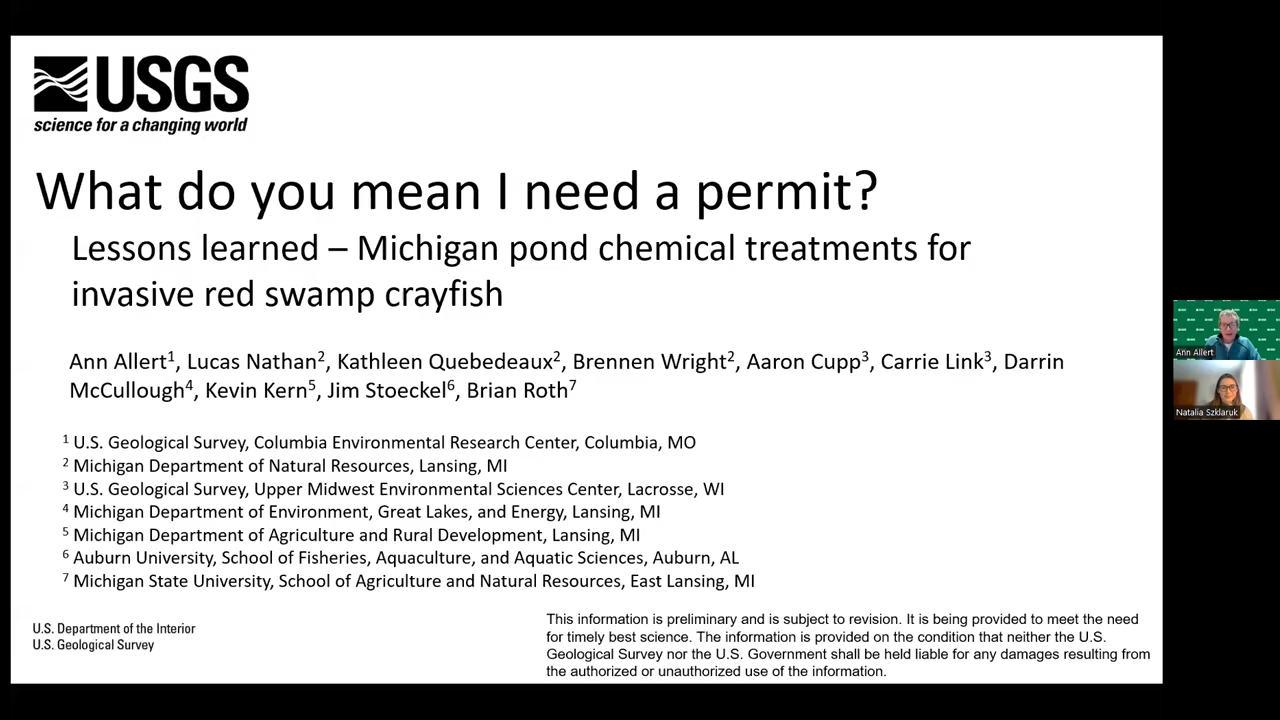 USGS
science for a changing world
What do you mean I need a permit?
Lessons learned – Michigan pond chemical treatments for
invasive red swamp crayfish
Ann Allert1, Lucas Nathan2, Kathleen Quebedeaux2, Brennen Wright2, Aaron Cupp3, Carrie Link3, Darrin
McCullough4, Kevin Kern5, Jim Stoeckel6, Brian Roth7
1 U.S. Geological Survey, Columbia Environmental Research Center, Columbia, MO
2 Michigan Department of Natural Resources, Lansing, MI
3 U.S. Geological Survey, Upper Midwest Environmental Sciences Center, Lacrosse, WI
4 Michigan Department of Environment, Great Lakes, and Energy, Lansing, MI
5 Michigan Department of Agriculture and Rural Development, Lansing, MI
6 Auburn University, School of Fisheries, Aquaculture, and Aquatic Sciences, Auburn, AL
7 Michigan State University, School of Agriculture and Natural Resources, East Lansing, MI
U.S. Department of the Interior
U.S. Geological Survey
This information is preliminary and is subject to revision. It is being provided to meet the need
for timely best science. The information is provided on the condition that neither the U.S.
Geological Survey nor the U.S. Government shall be held liable for any damages resulting from
the authorized or unauthorized use of the information.
Ann Allert
Natalia Szklaruk